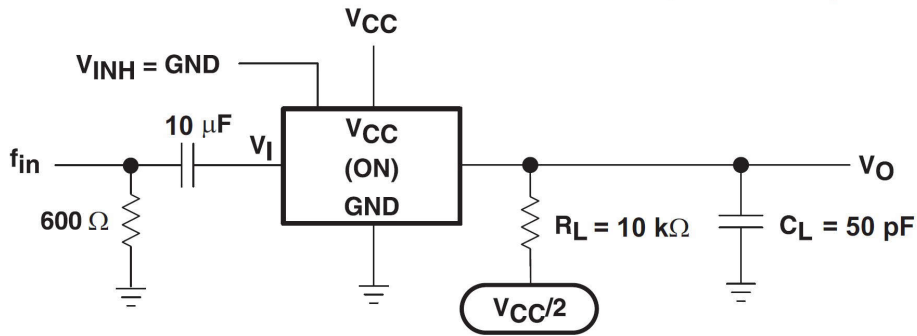 VCC
VINH = GND
10 μF
VI
VCC
(ON)
GND
fin
VO
600 Ω
RL = 10 kΩ
CL = 50 pF
VCC/2